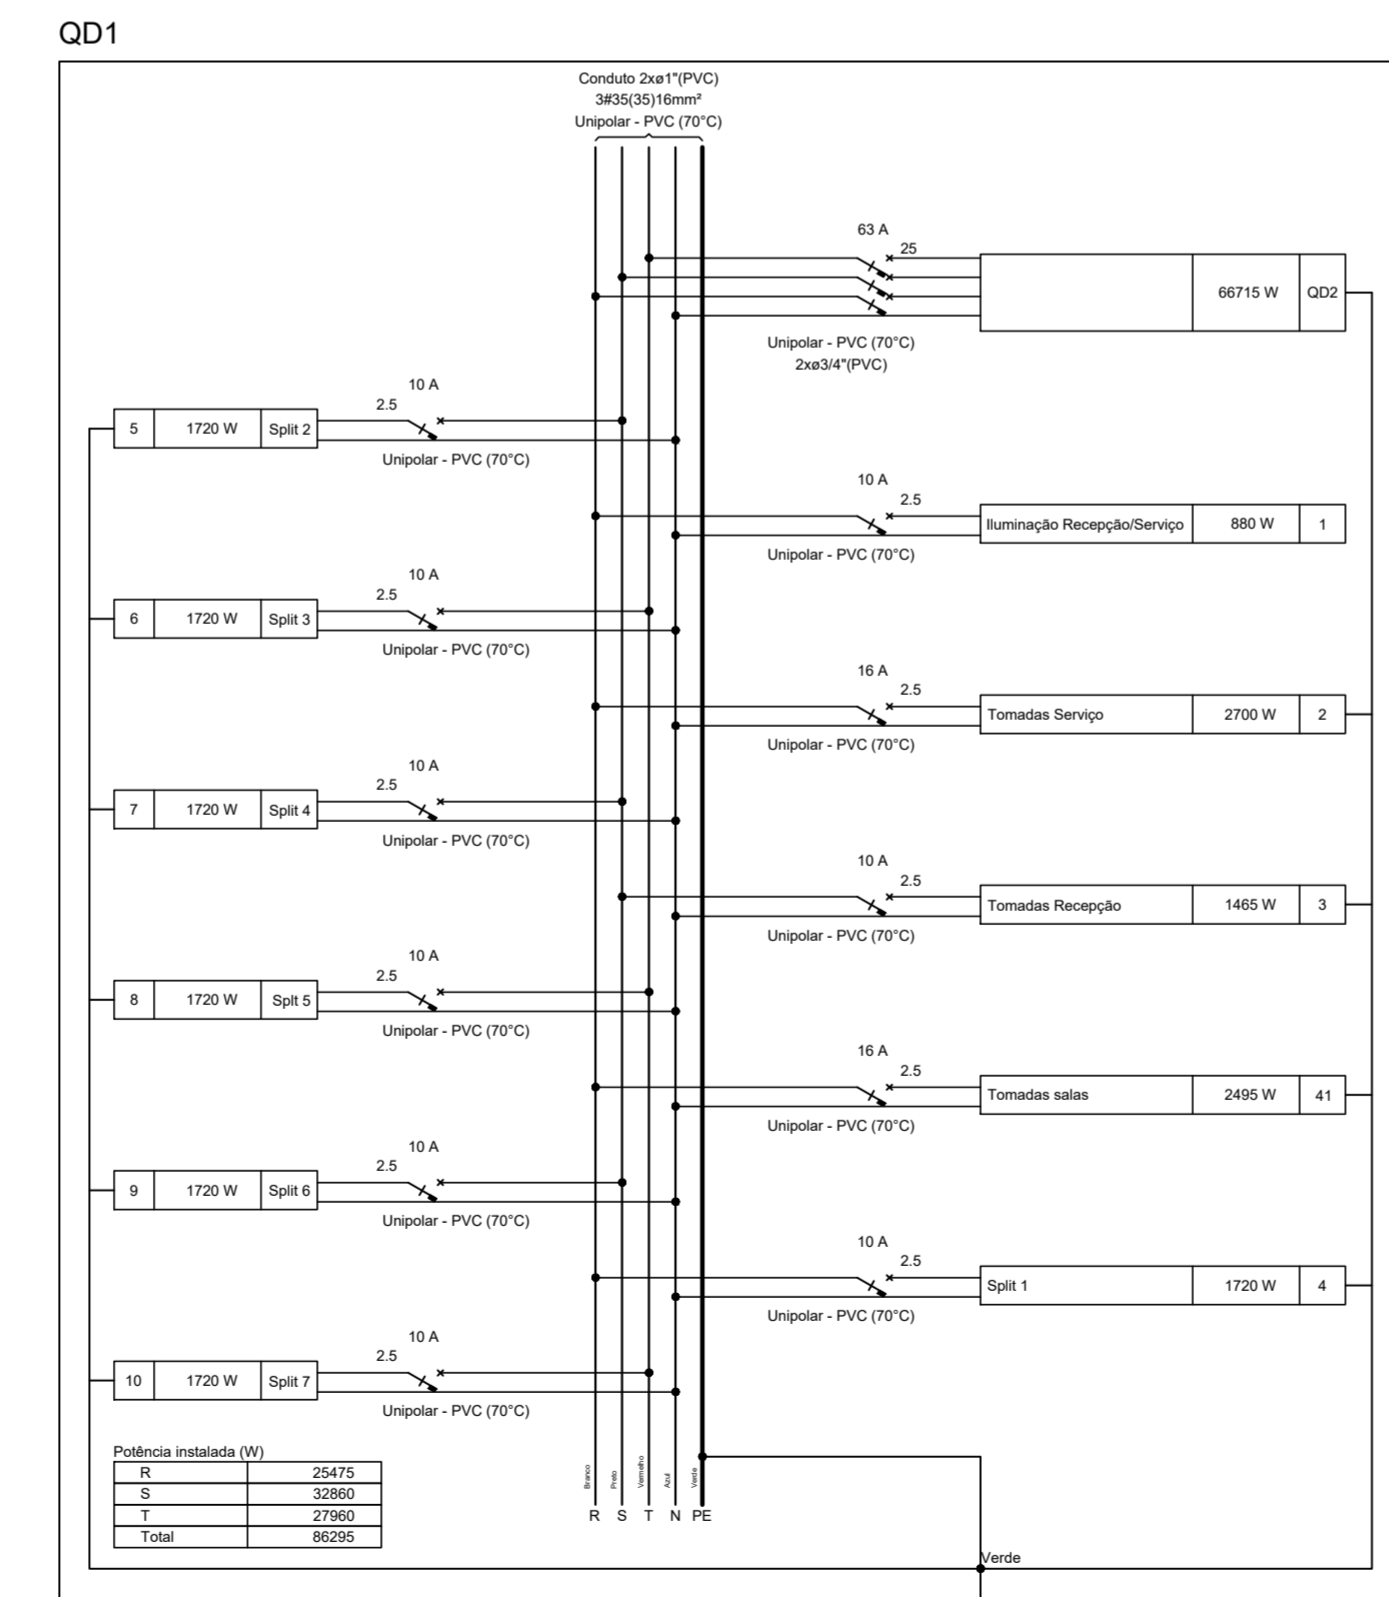 QD1
Conduto 2xø1"(PVC)
3#35(35)16mm²
Unipolar - PVC (70°C)
63 A
25
66715 W
QD2
Unipolar - PVC (70°C)
2xø3/4"(PVC)
10 A
2.5
5
1720 W
Split 2
Unipolar - PVC (70°C)
10 A
2.5
Iluminação Recepção/Serviço
880 W
1
Unipolar - PVC (70°C)
10 A
2.5
6
1720 W
Split 3
Unipolar - PVC (70°C)
16 A
2.5
Tomadas Serviço
2700 W
2
Unipolar - PVC (70°C)
10 A
2.5
7
1720 W
Split 4
Unipolar - PVC (70°C)
10 A
2.5
Tomadas Recepção
1465 W
3
Unipolar - PVC (70°C)
10 A
2.5
8
1720 W
Splt 5
Unipolar - PVC (70°C)
16 A
2.5
Tomadas salas
2495 W
41
Unipolar - PVC (70°C)
10 A
2.5
9
1720 W
Split 6
Unipolar - PVC (70°C)
10 A
2.5
Split 1
1720 W
4
Unipolar - PVC (70°C)
10 A
2.5
10
1720 W
Split 7
Unipolar - PVC (70°C)
Potência instalada (W)
R 25475
S 32860
T 27960
Total 86295
Branco
Preto
Vermelho
Azul
Verde
R S T N PE
Verde